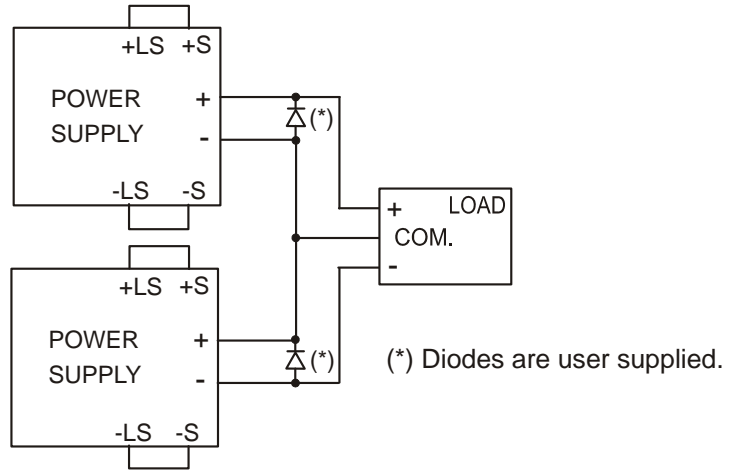 +LS +S
POWER
SUPPLY
+
-
(*)
-LS -S
+ LOAD
COM.
-
+LS +S
POWER
SUPPLY
+
-
(*)
(*) Diodes are user supplied.
-LS -S